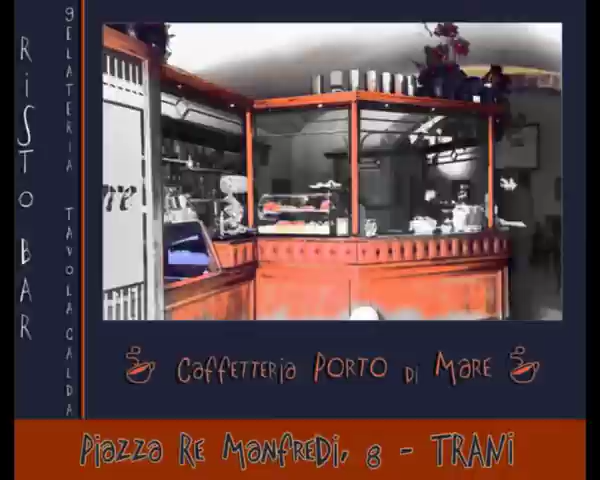 RiSTO BAR
GELATERIA TAVOLA CALDA
Caffetteria PORTO Di MARE
Piazza RE ManfREDi, 8 - TRANi